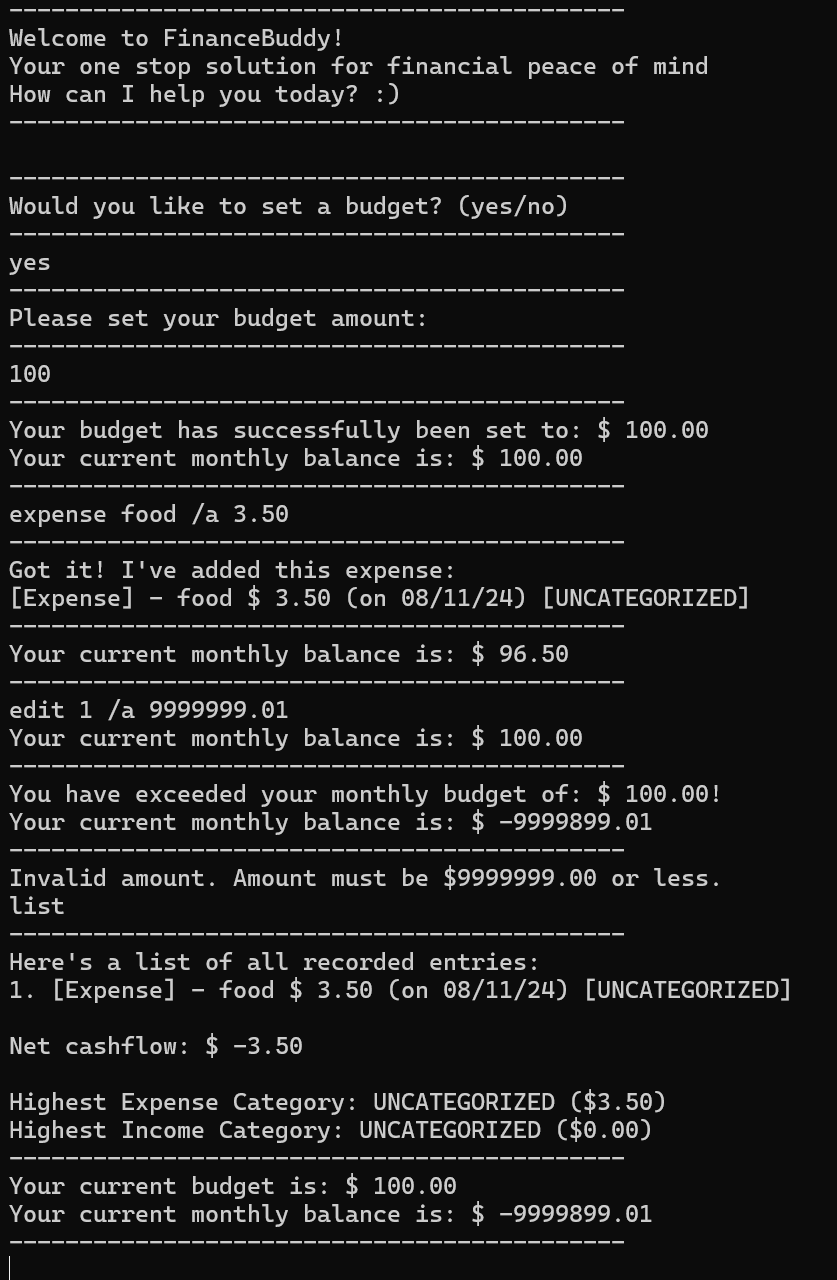 --------------------------------------------
Welcome to FinanceBuddy!
Your one stop solution for financial peace of mind
How can I help you today? :)
--------------------------------------------

--------------------------------------------
Would you like to set a budget? (yes/no)
--------------------------------------------
yes
--------------------------------------------
Please set your budget amount:
--------------------------------------------
100
--------------------------------------------
Your budget has successfully been set to: $ 100.00
Your current monthly balance is: $ 100.00
--------------------------------------------
expense food /a 3.50
--------------------------------------------
Got it! I've added this expense:
[Expense] - food $ 3.50 (on 08/11/24) [UNCATEGORIZED]
--------------------------------------------
Your current monthly balance is: $ 96.50
--------------------------------------------
edit 1 /a 9999999.01
Your current monthly balance is: $ 100.00
--------------------------------------------
You have exceeded your monthly budget of: $ 100.00!
Your current monthly balance is: $ -9999899.01
--------------------------------------------
Invalid amount. Amount must be $9999999.00 or less.
list
--------------------------------------------
Here's a list of all recorded entries:
1. [Expense] - food $ 3.50 (on 08/11/24) [UNCATEGORIZED]

Net cashflow: $ -3.50

Highest Expense Category: UNCATEGORIZED ($3.50)
Highest Income Category: UNCATEGORIZED ($0.00)
--------------------------------------------
Your current budget is: $ 100.00
Your current monthly balance is: $ -9999899.01
--------------------------------------------